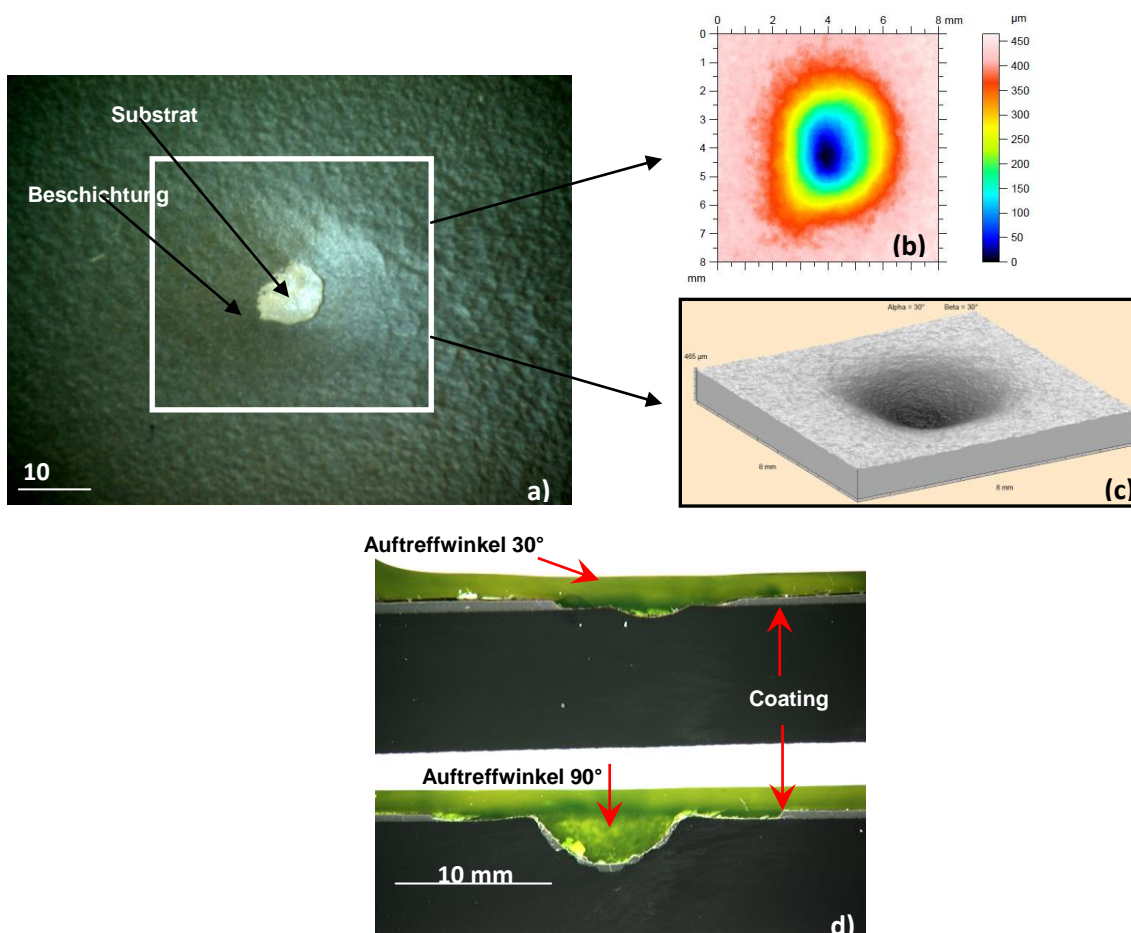 Substrat
Beschichtung
10
a)
0 2 4 6 8 mm
µm
0
1
2
3
4
5
6
7
8
mm
450
400
350
300
250
200
150
100
50
0
(b)
Alpha = 30° Beta = 30°
465 µm
8 mm
8 mm
(c)
Auftreffwinkel 30°
Coating
Auftreffwinkel 90°
10 mm
d)